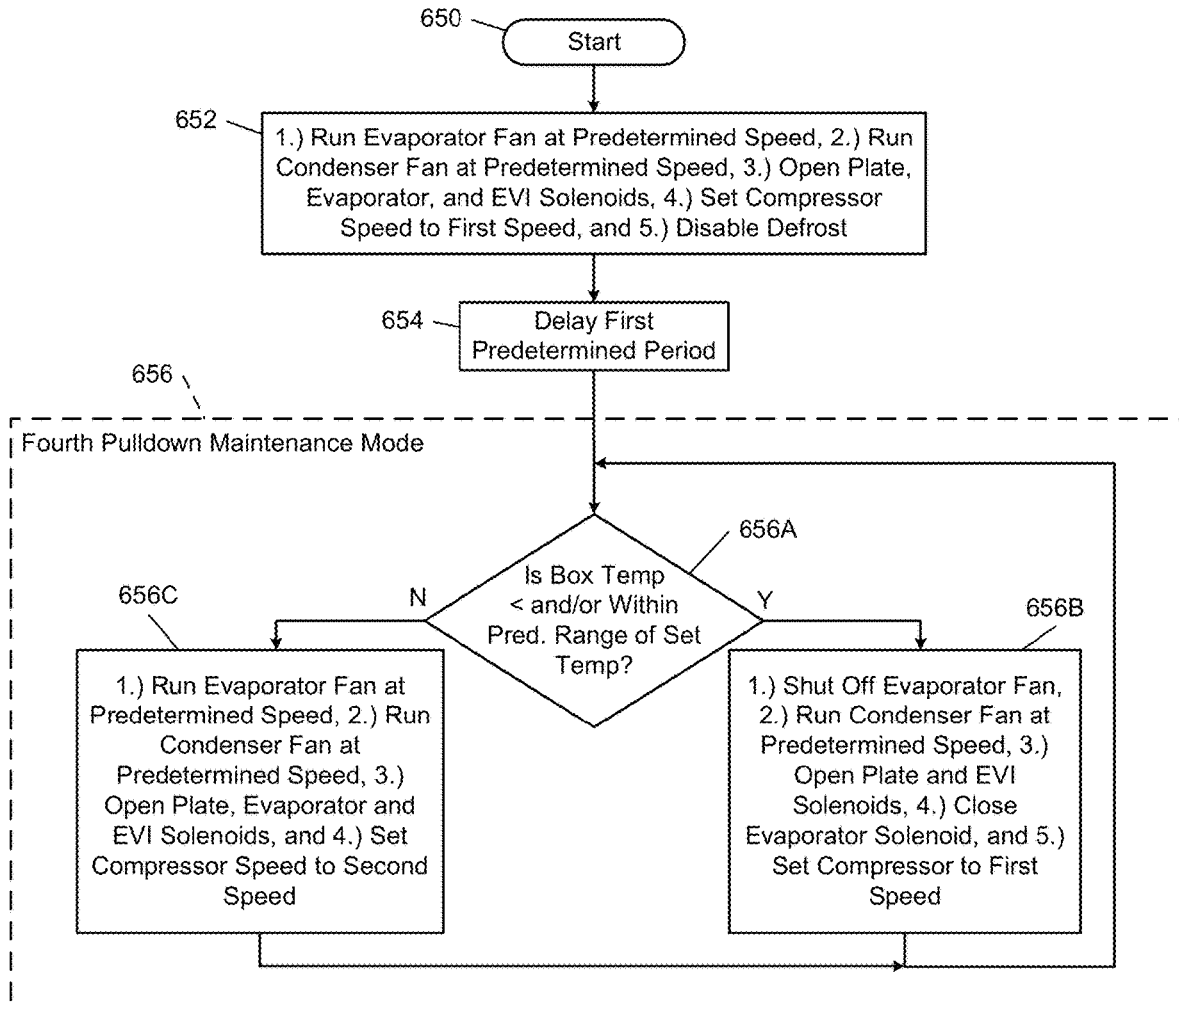 650
Start
652
1.) Run Evaporator Fan at Predetermined Speed, 2.) Run
Condenser Fan at Predetermined Speed, 3.) Open Plate,
Evaporator, and EVI Solenoids, 4.) Set Compressor
Speed to First Speed, and 5.) Disable Defrost
654
Delay First
Predetermined Period
656
Fourth Pulldown Maintenance Mode
656A
Is Box Temp
< and/or Within
Pred. Range of Set
Temp?
N
Y
656C
1.) Run Evaporator Fan at
Predetermined Speed, 2.) Run
Condenser Fan at
Predetermined Speed, 3.)
Open Plate, Evaporator and
EVI Solenoids, and 4.) Set
Compressor Speed to Second
Speed
656B
1.) Shut Off Evaporator Fan,
2.) Run Condenser Fan at
Predetermined Speed, 3.)
Open Plate and EVI
Solenoids, 4.) Close
Evaporator Solenoid, and 5.)
Set Compressor to First
Speed